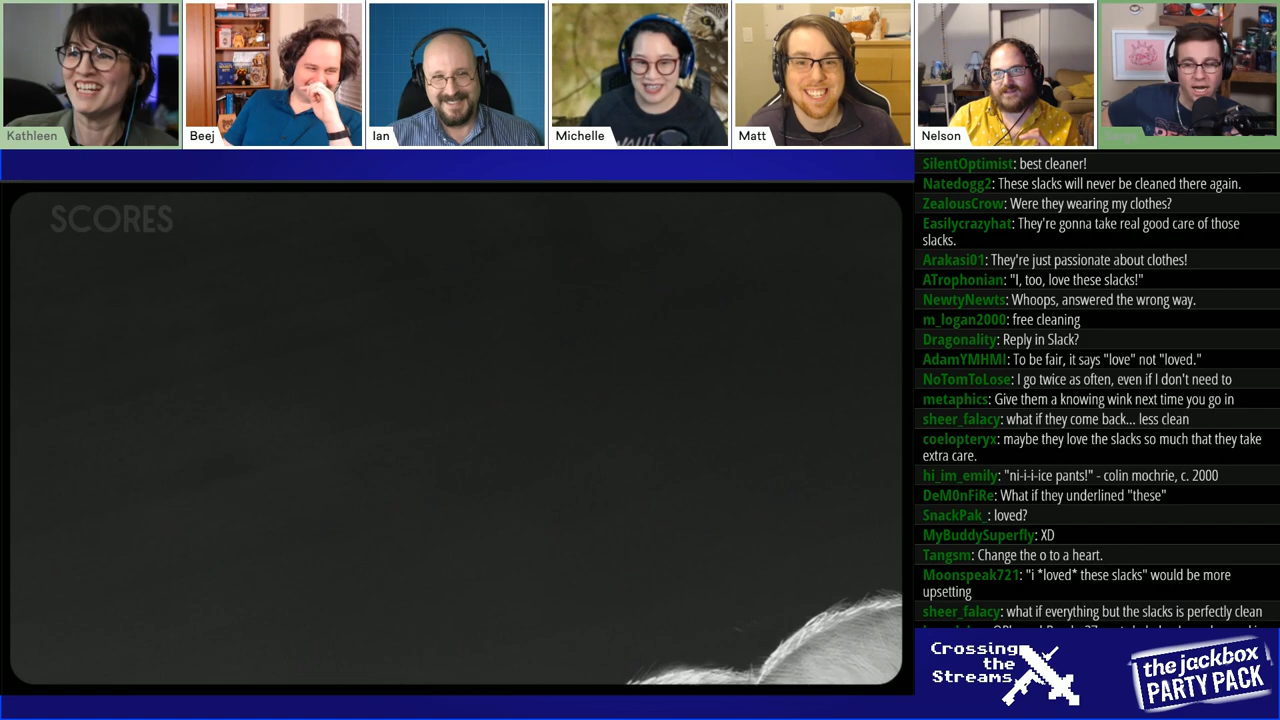 Kathleen
Beej
Ian
Michelle
Matt
Nelson
SCORES
SilentOptimist: best cleaner!
Natedogg2: These slacks will never be cleaned there again.
ZealousCrow: Were they wearing my clothes?
Easilycrazyhat: They're gonna take real good care of those
slacks.
Arakasi01: They're just passionate about clothes!
ATrophonian: "I, too, love these slacks!"
NewtyNewts: Whoops, answered the wrong way.
m_logan2000: free cleaning
Dragonality: Reply in Slack?
AdamYMHMI: To be fair, it says "love" not "loved."
NoTomToLose: I go twice as often, even if I don't need to
metaphics: Give them a knowing wink next time you go in
sheer_falacy: what if they come back... less clean
coelopteryx: maybe they love the slacks so much that they take
extra care.
hi_im_emily: "ni-i-i-ice pants!" - colin mochrie, c. 2000
DeM0nFiRe: What if they underlined "these"
SnackPak_: loved?
MyBuddySuperfly: XD
Tangsm: Change the o to a heart.
Moonspeak721: "i *loved* these slacks" would be more
upsetting
sheer_falacy: what if everything but the slacks is perfectly clean
Crossing
the
Streams
the jackbox
PARTY PACK